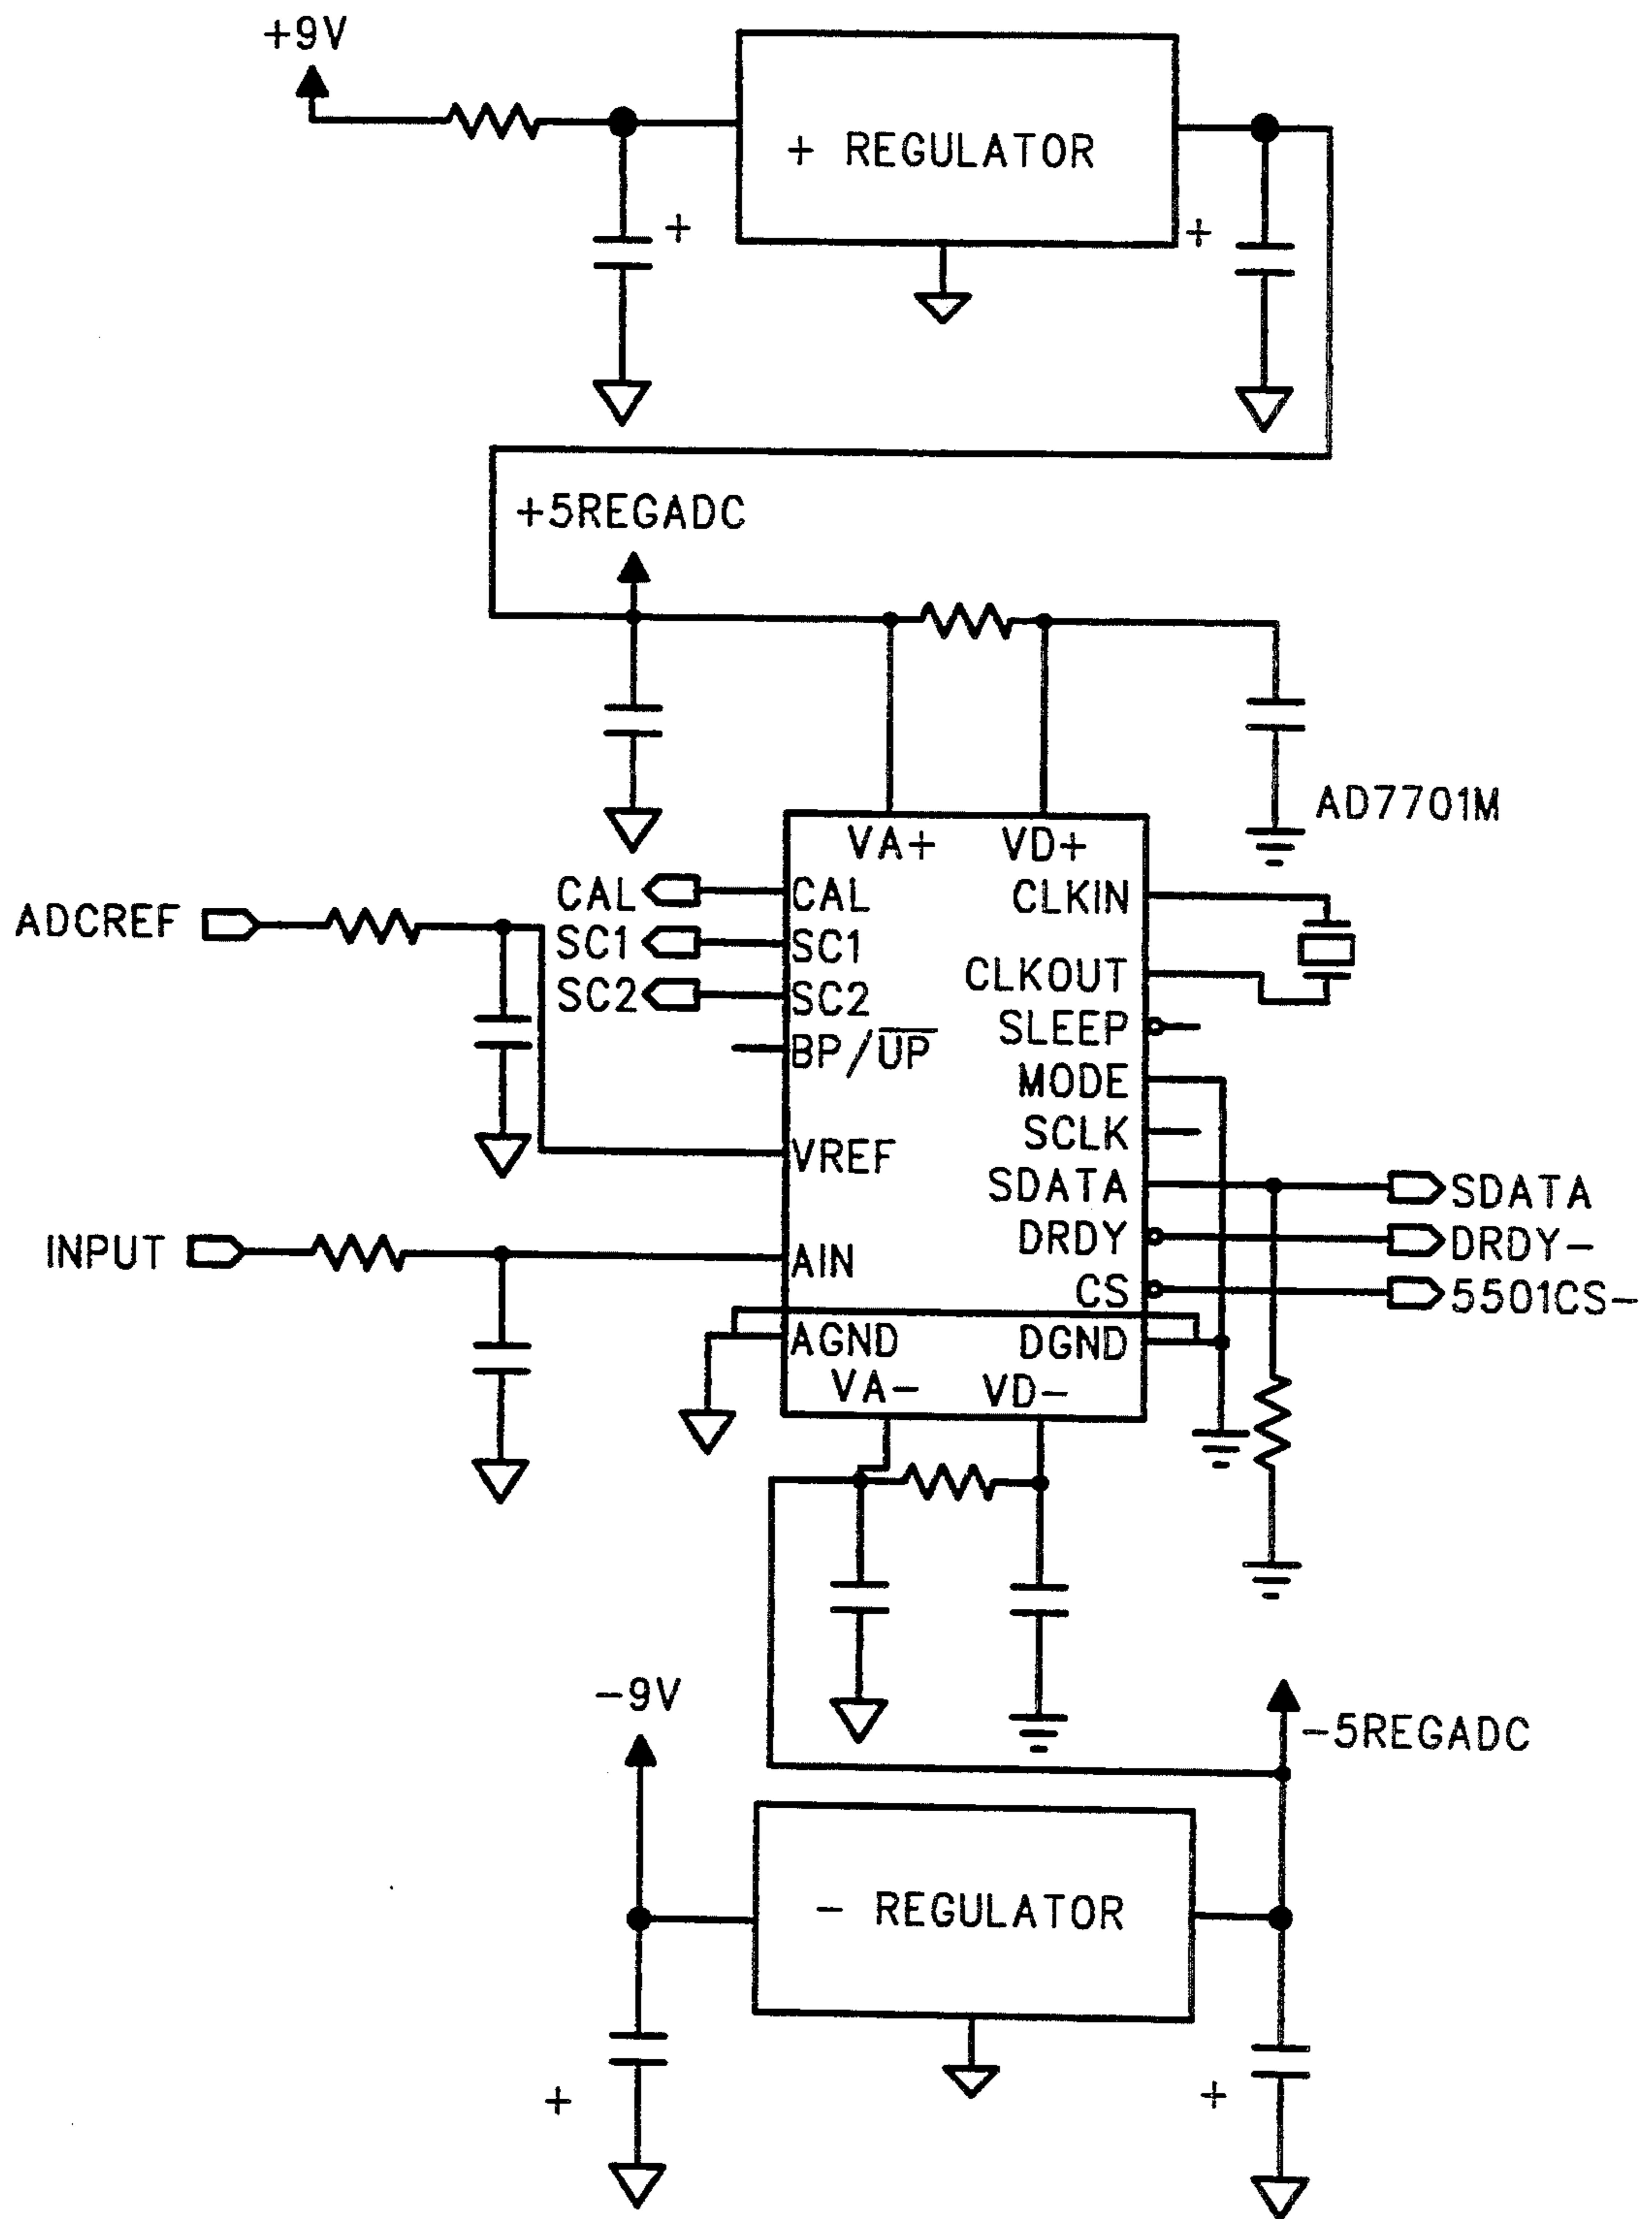 +9V
+ REGULATOR
+
+
+5REGADC
AD7701M
VA+ VD+
CAL CAL CLKIN
ADCREF
SC1 SC1
CLKOUT
SC2 SC2
SLEEP
BP/U̅P̅
MODE
SCLK
VREF
SDATA SDATA
DRDY DRDY-
INPUT AIN
CS 5501CS-
AGND DGND
VA- VD-
-9V
-5REGADC
- REGULATOR
+
+